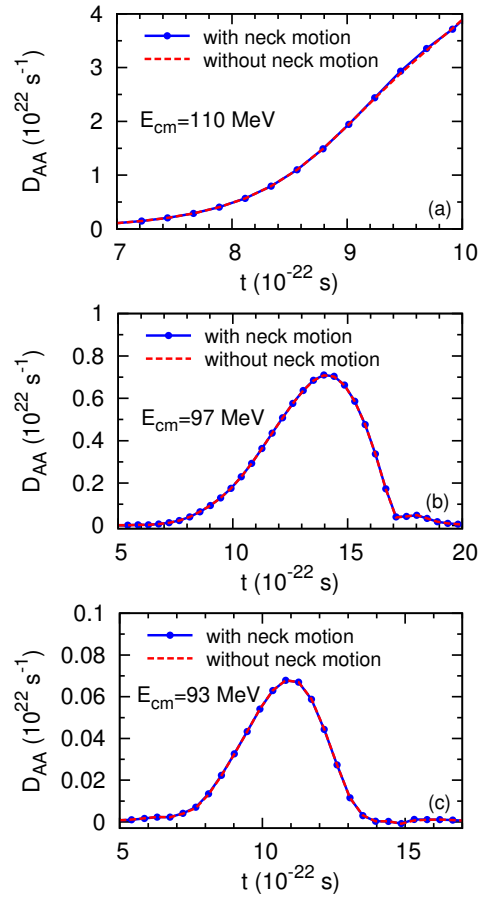 4
3
2
1
0
D_AA (10^22 s^-1)
with neck motion
without neck motion
E_cm=110 MeV
(a)
7 8 9 10
t (10^-22 s)
1
0.8
0.6
0.4
0.2
0
D_AA (10^22 s^-1)
with neck motion
without neck motion
E_cm=97 MeV
(b)
5 10 15 20
t (10^-22 s)
0.1
0.08
0.06
0.04
0.02
0
D_AA (10^22 s^-1)
with neck motion
without neck motion
E_cm=93 MeV
(c)
5 10 15
t (10^-22 s)